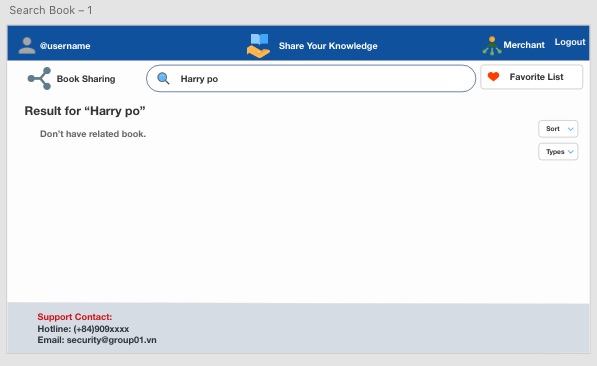 Search Book – 1
@username
Share Your Knowledge
Merchant
Logout
Book Sharing
Harry po
Favorite List
Result for “Harry po”
Don’t have related book.
Sort
Types
Support Contact:
Hotline: (+84)909xxxx
Email: security@group01.vn